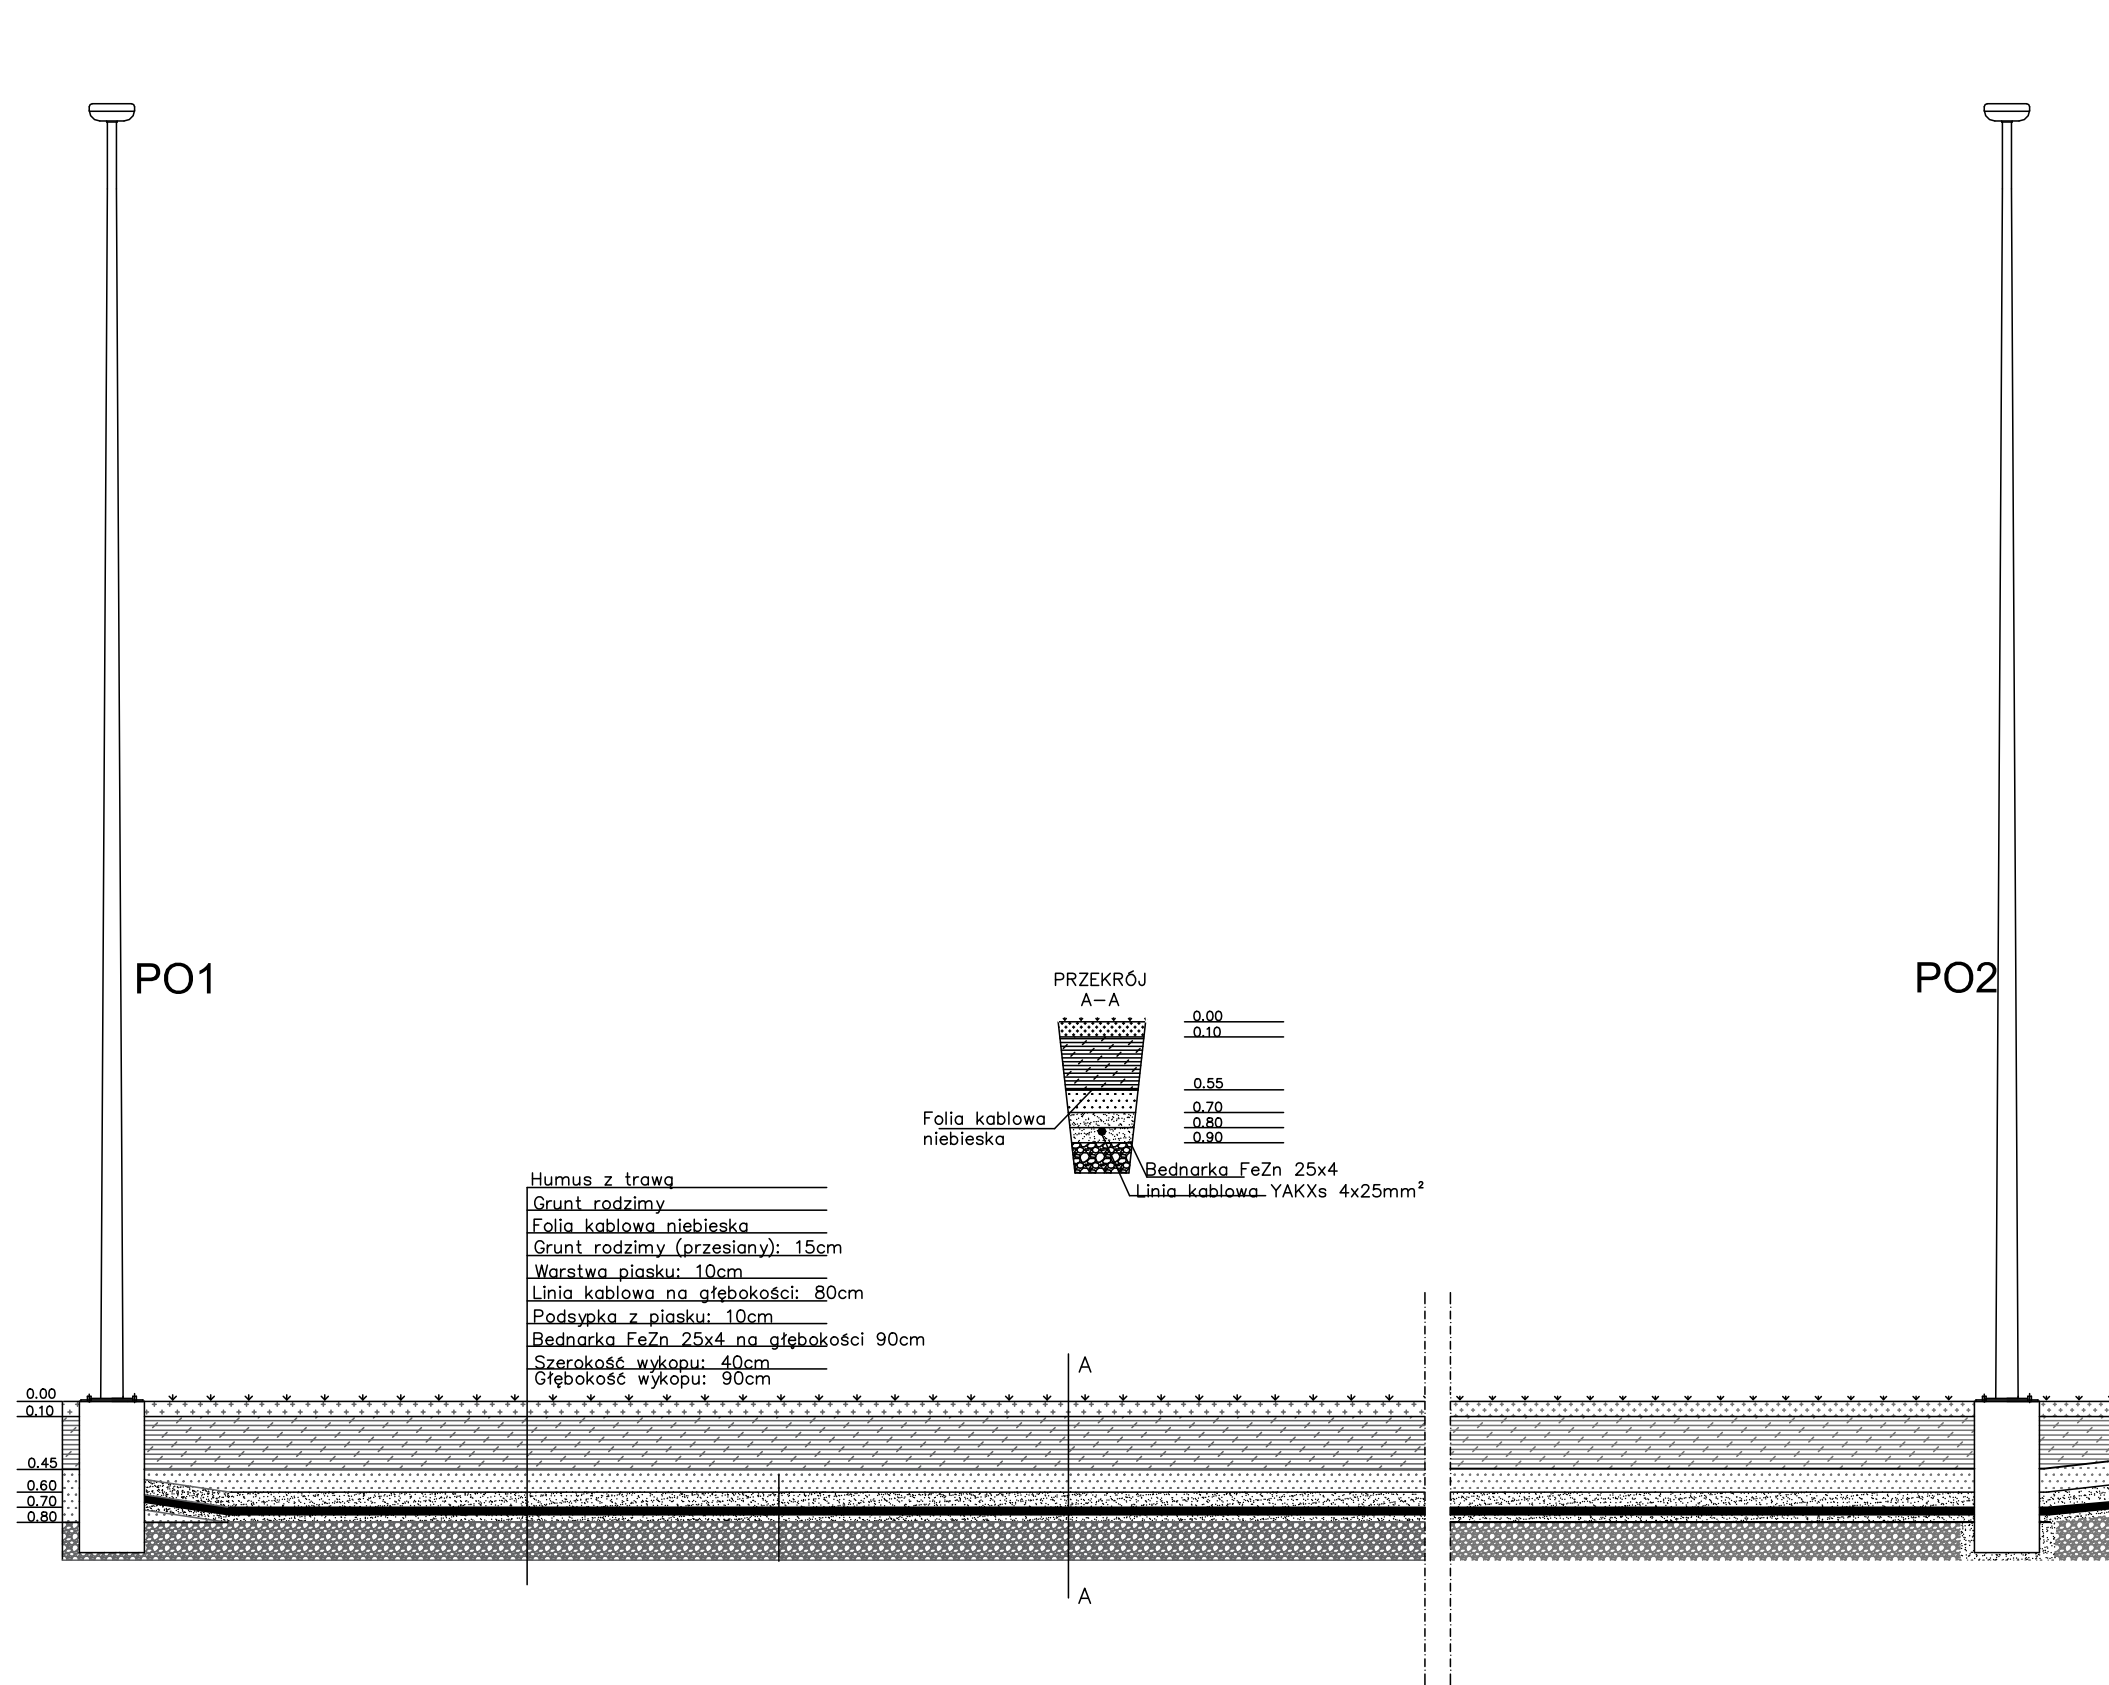 PO1
PO2
PRZEKRÓJ
A-A
0.00
0.10
0.55
0.70
0.80
0.90
Folia kablowa
niebieska
Bednarka FeZn 25x4
Linia kablowa YAKXs 4x25mm²
Humus z trawą
Grunt rodzimy
Folia kablowa niebieska
Grunt rodzimy (przesiany): 15cm
Warstwa piasku: 10cm
Linia kablowa na głębokości: 80cm
Podsypka z piasku: 10cm
Bednarka FeZn 25x4 na głębokości 90cm
Szerokość wykopu: 40cm
Głębokość wykopu: 90cm
A
0.00
0.10
0.45
0.60
0.70
0.80
A